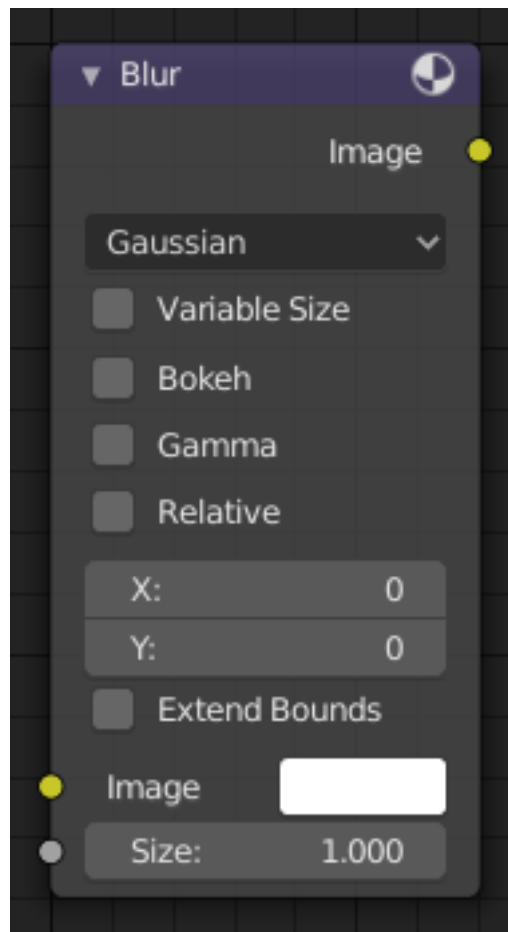 Blur
Image
Gaussian
Variable Size
Bokeh
Gamma
Relative
X: 0
Y: 0
Extend Bounds
Image
Size: 1.000